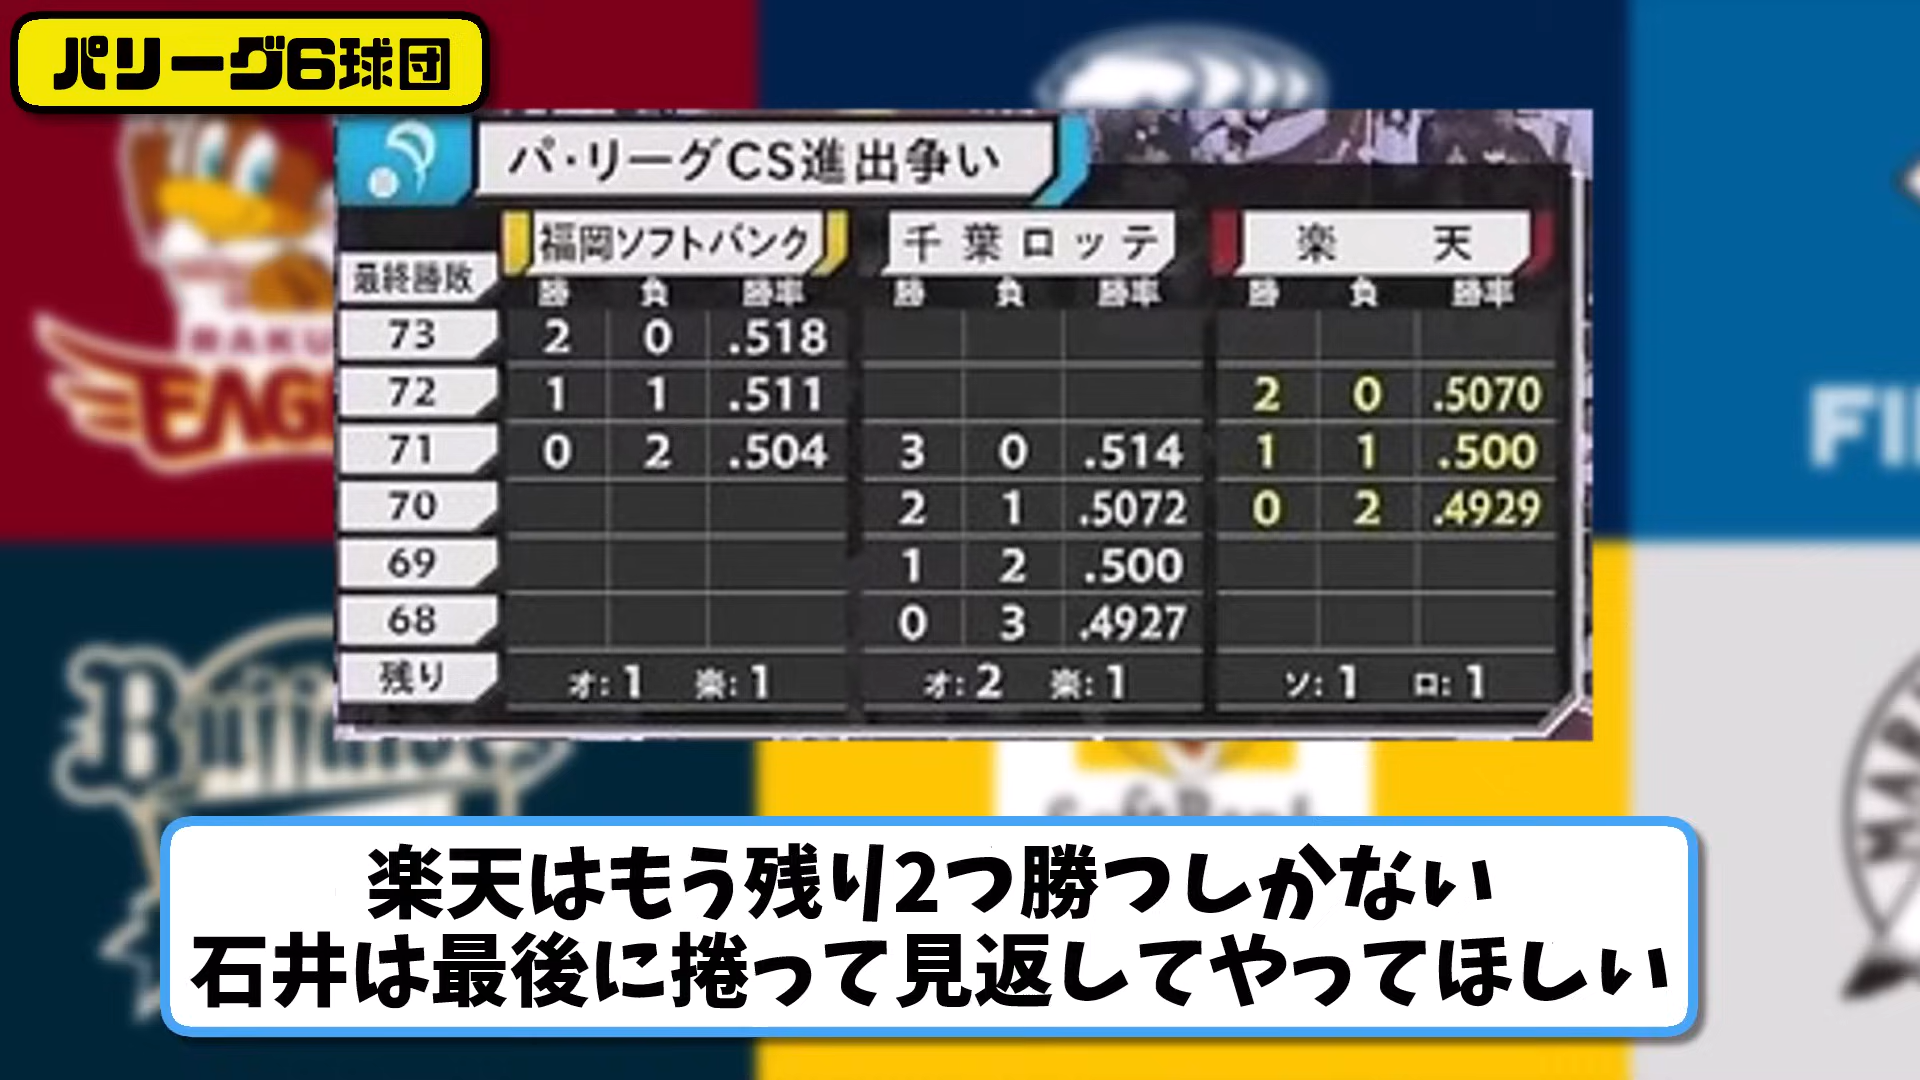 パリーグ6球団
パ・リーグCS進出争い
福岡ソフトバンク 千葉ロッテ 楽天
最終勝敗 勝 負 勝率 勝 負 勝率 勝 負 勝率
73 2 0 .518
72 1 1 .511 2 0 .5070
71 0 2 .504 3 0 .514 1 1 .500
70 2 1 .5072 0 2 .4929
69 1 2 .500
68 0 3 .4927
残り オ:1 楽:1 オ:2 楽:1 ソ:1 ロ:1
EAG
Buffaloes
FI
MAR
楽天はもう残り2つ勝つしかない
石井は最後に捲って見返してやってほしい